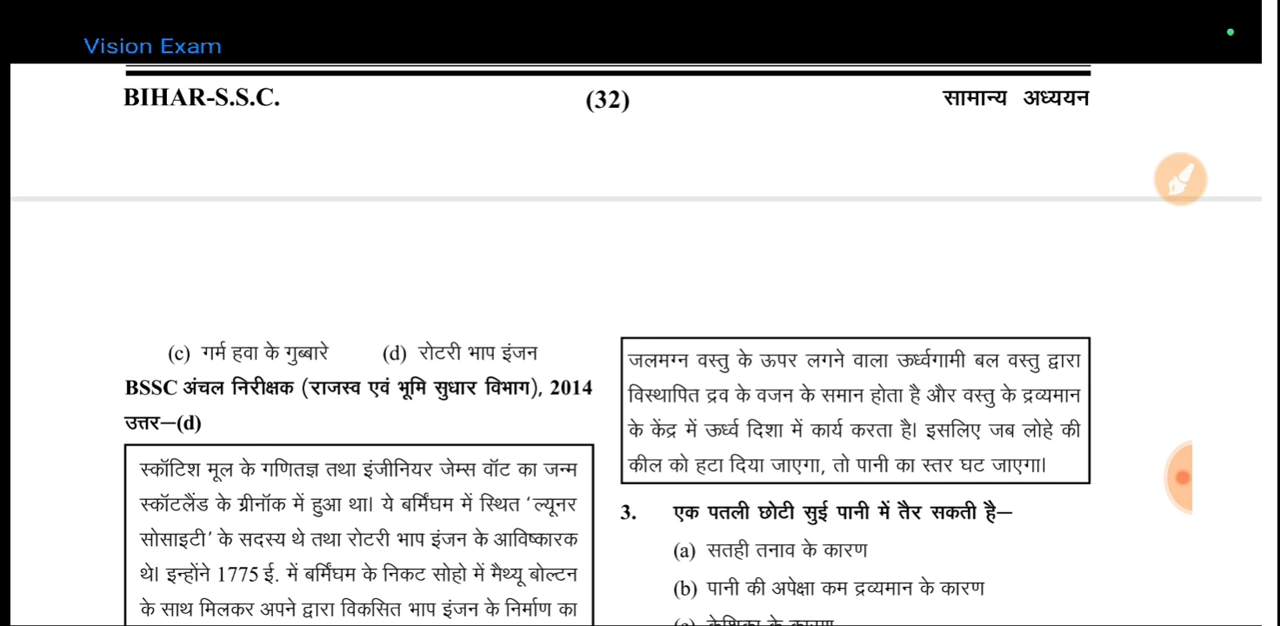 Vision Exam
BIHAR-S.S.C. (32) सामान्य अध्ययन
(c) गर्म हवा के गुब्बारे (d) रोटरी भाप इंजन
BSSC अंचल निरीक्षक (राजस्व एवं भूमि सुधार विभाग), 2014
उत्तर—(d)
स्कॉटिश मूल के गणितज्ञ तथा इंजीनियर जेम्स वॉट का जन्म
स्कॉटलैंड के ग्रीनॉक में हुआ था। ये बर्मिंघम में स्थित ‘ल्यूनर
सोसाइटी’ के सदस्य थे तथा रोटरी भाप इंजन के आविष्कारक
थे। इन्होंने 1775 ई. में बर्मिंघम के निकट सोहो में मैथ्यू बोल्टन
के साथ मिलकर अपने द्वारा विकसित भाप इंजन के निर्माण का
जलमग्न वस्तु के ऊपर लगने वाला ऊर्ध्वगामी बल वस्तु द्वारा
विस्थापित द्रव के वजन के समान होता है और वस्तु के द्रव्यमान
के केंद्र में ऊर्ध्व दिशा में कार्य करता है। इसलिए जब लोहे की
कील को हटा दिया जाएगा, तो पानी का स्तर घट जाएगा।
3. एक पतली छोटी सुई पानी में तैर सकती है—
(a) सतही तनाव के कारण
(b) पानी की अपेक्षा कम द्रव्यमान के कारण
(c) केशिका के कारण